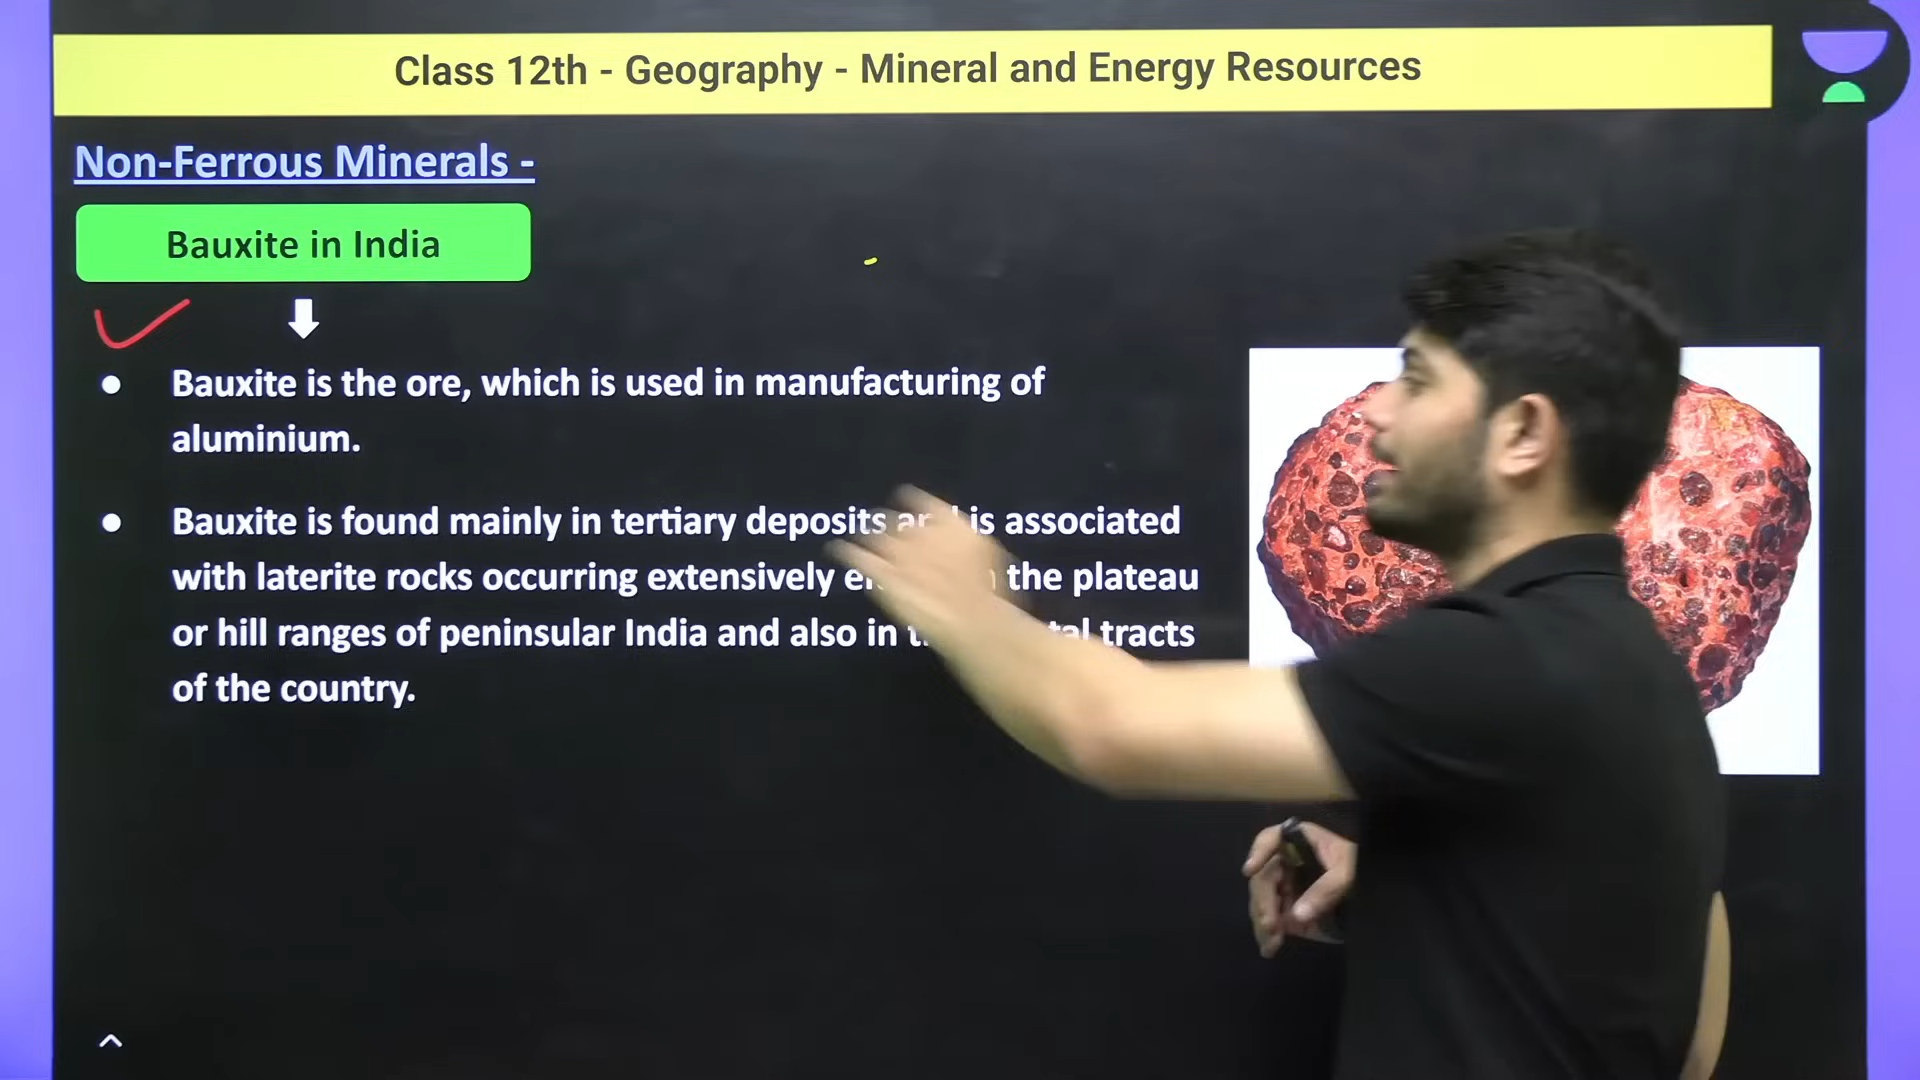 Class 12th - Geography - Mineral and Energy Resources
Non-Ferrous Minerals -
Bauxite in India
Bauxite is the ore, which is used in manufacturing of
aluminium.
Bauxite is found mainly in tertiary deposits is associated
with laterite rocks occurring extensively the plateau
or hill ranges of peninsular India and also in tracts
of the country.